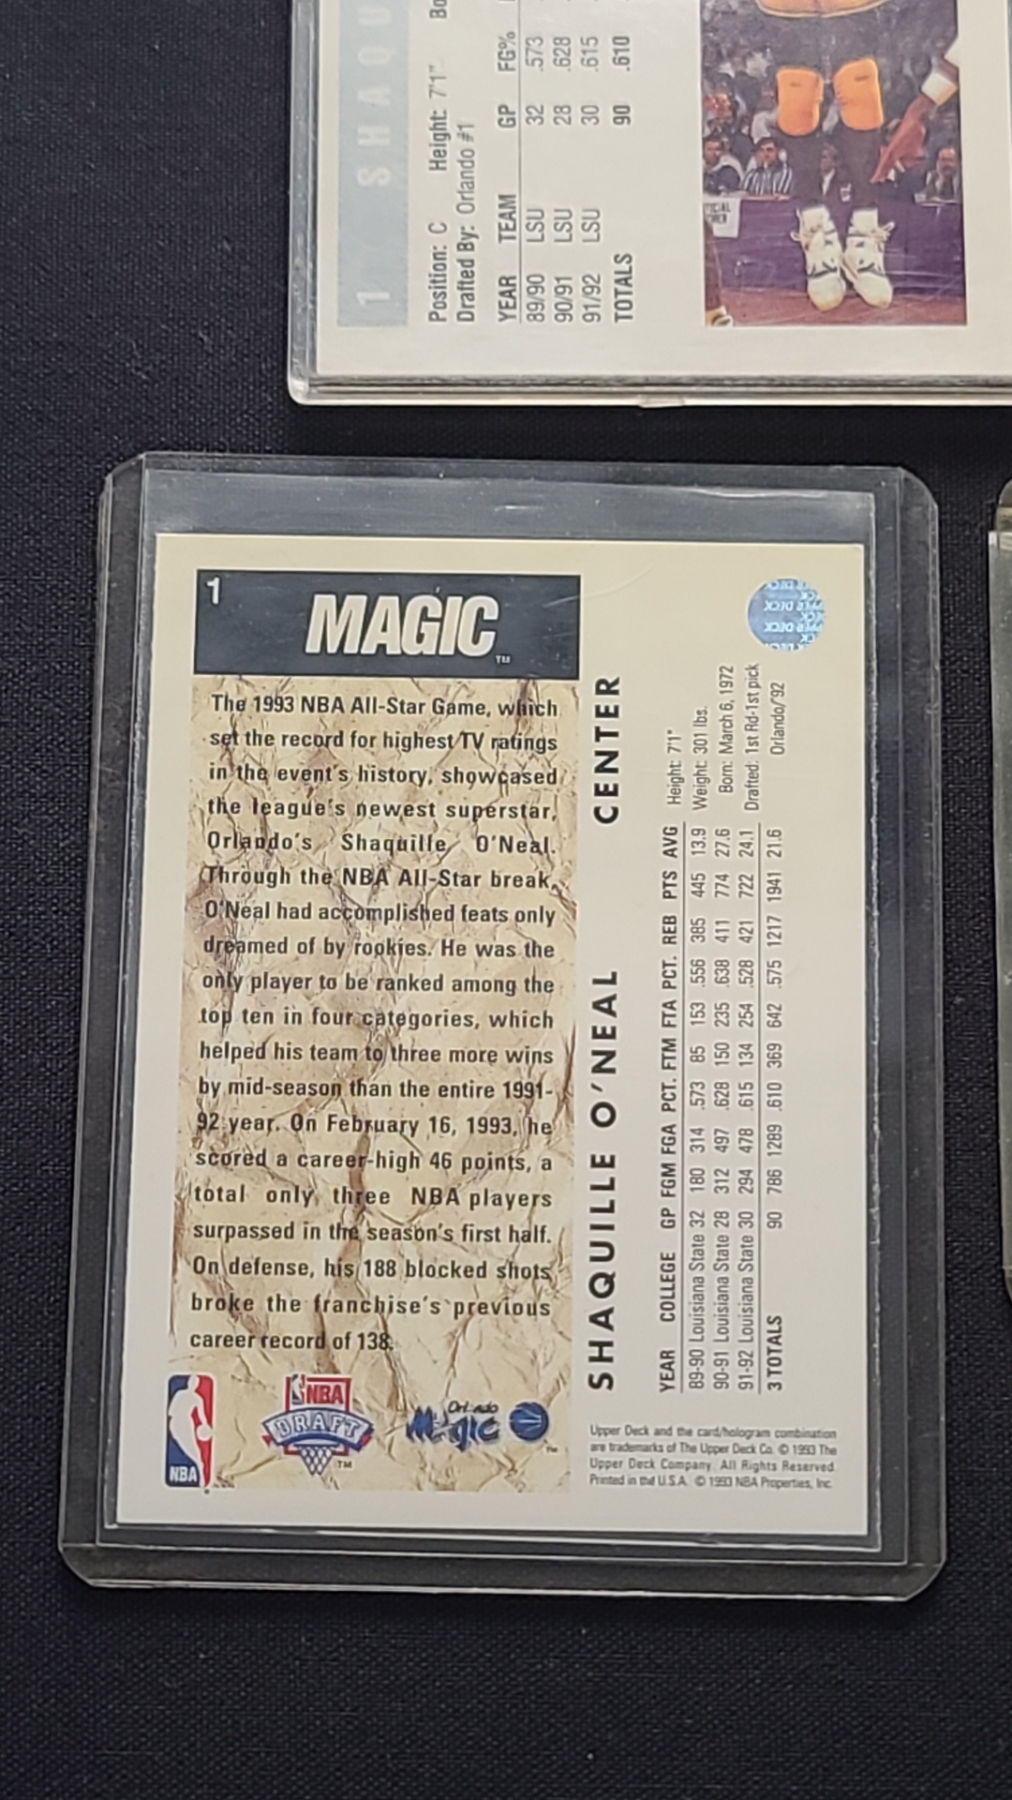 1 SHAQU
Position: C Height: 7'1"
Drafted By: Orlando #1
YEAR TEAM GP FG%
89/90 LSU 32 .573
90/91 LSU 28 .628
91/92 LSU 30 .615
TOTALS 90 .610
1
MAGIC TM
The 1993 NBA All-Star Game, which
set the record for highest TV ratings
in the event's history, showcased
the league's newest superstar,
Orlando's Shaquille O'Neal.
Through the NBA All-Star break,
O'Neal had accomplished feats only
dreamed of by rookies. He was the
only player to be ranked among the
top ten in four categories, which
helped his team to three more wins
by mid-season than the entire 1991-
92 year. On February 16, 1993, he
scored a career-high 46 points, a
total only three NBA players
surpassed in the season's first half.
On defense, his 188 blocked shots
broke the franchise's previous
career record of 138.
NBA
NBA
DRAFT
TM
Orlando
Magic
TM
SHAQUILLE O'NEAL CENTER
Height: 7'1"
Weight: 301 lbs.
Born: March 6, 1972
Drafted: 1st Rd-1st pick
Orlando/'92
YEAR COLLEGE GP FGM FGA PCT. FTM FTA PCT. REB PTS AVG
89-90 Louisiana State 32 180 314 .573 85 153 .556 385 445 13.9
90-91 Louisiana State 28 312 497 .628 150 235 .638 411 774 27.6
91-92 Louisiana State 30 294 478 .615 134 254 .528 421 722 24.1
3 TOTALS 90 786 1289 .610 369 642 .575 1217 1941 21.6
UPPER DECK
Upper Deck and the card/hologram combination
are trademarks of The Upper Deck Co. © 1993 The
Upper Deck Company. All Rights Reserved.
Printed in the U.S.A. © 1993 NBA Properties, Inc.